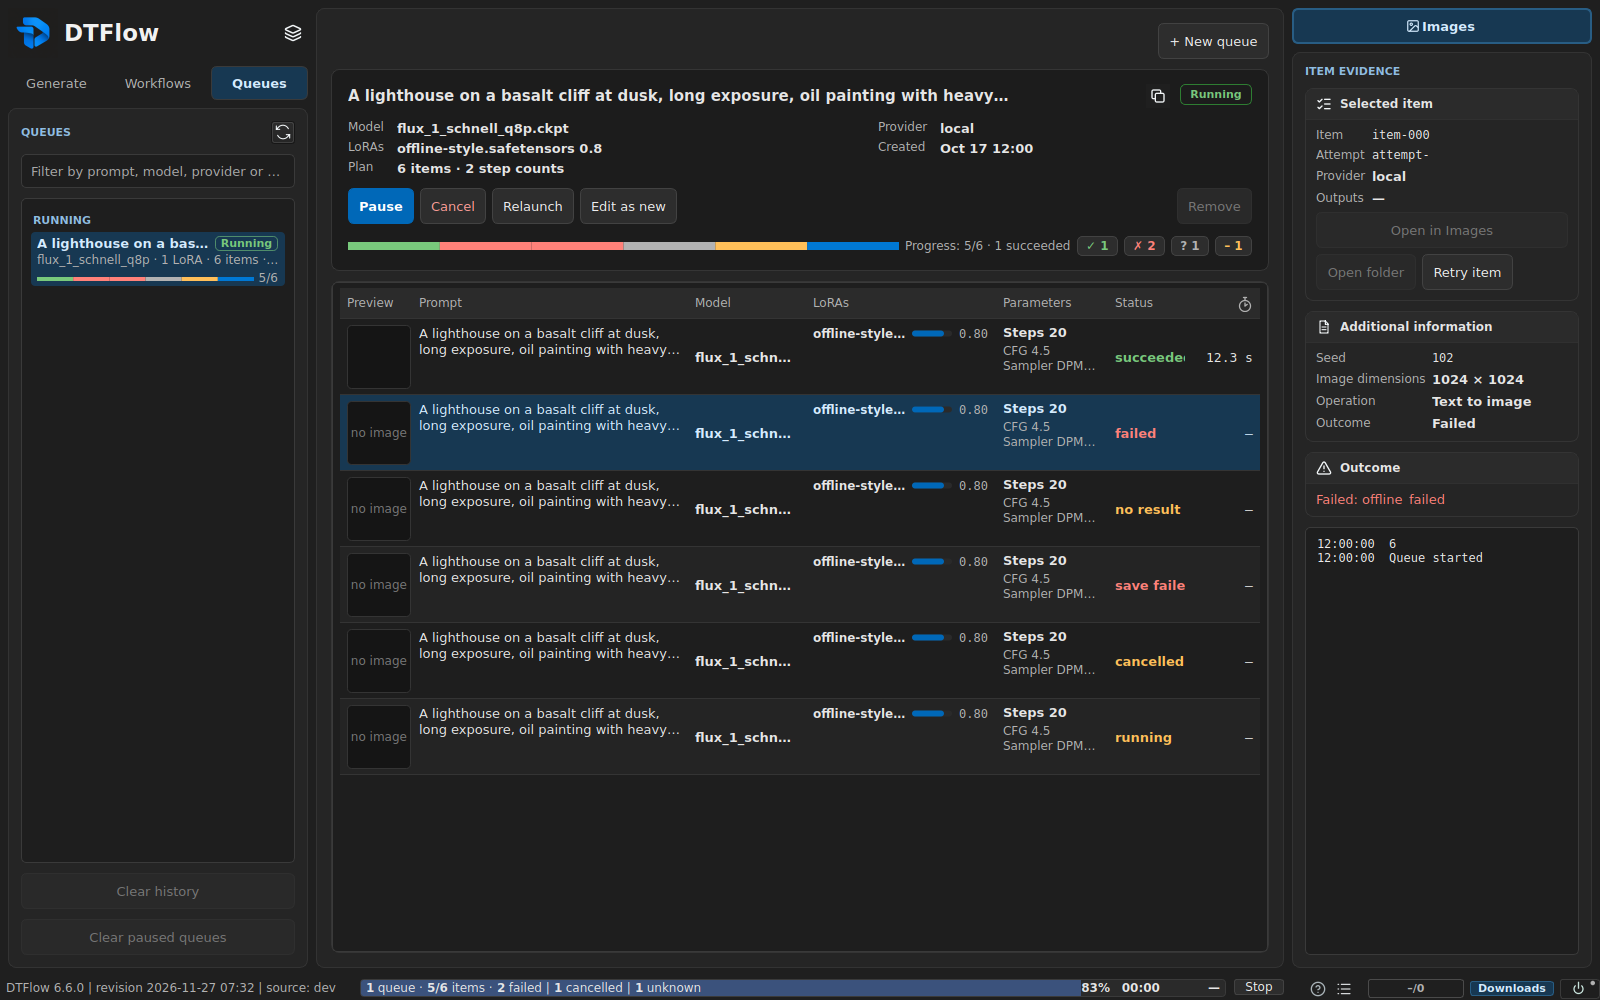 DTFlow
Generate
Workflows
Queues
QUEUES
Filter by prompt, model, provider or ...
RUNNING
A lighthouse on a bas...
Running
flux_1_schnell_q8p · 1 LoRA · 6 items ·...
5/6
Clear history
Clear paused queues
+ New queue
A lighthouse on a basalt cliff at dusk, long exposure, oil painting with heavy...
Running
Model flux_1_schnell_q8p.ckpt
Provider local
LoRAs offline-style.safetensors 0.8
Created Oct 17 12:00
Plan 6 items · 2 step counts
Pause
Cancel
Relaunch
Edit as new
Remove
Progress: 5/6 · 1 succeeded
✓ 1
✗ 2
? 1
– 1
Preview Prompt Model LoRAs Parameters Status
A lighthouse on a basalt cliff at dusk,
long exposure, oil painting with heavy...
flux_1_schn...
offline-style... 0.80
Steps 20
CFG 4.5
Sampler DPM...
succeede
12.3 s
no image
A lighthouse on a basalt cliff at dusk,
long exposure, oil painting with heavy...
flux_1_schn...
offline-style... 0.80
Steps 20
CFG 4.5
Sampler DPM...
failed
—
no image
A lighthouse on a basalt cliff at dusk,
long exposure, oil painting with heavy...
flux_1_schn...
offline-style... 0.80
Steps 20
CFG 4.5
Sampler DPM...
no result
—
no image
A lighthouse on a basalt cliff at dusk,
long exposure, oil painting with heavy...
flux_1_schn...
offline-style... 0.80
Steps 20
CFG 4.5
Sampler DPM...
save faile
—
no image
A lighthouse on a basalt cliff at dusk,
long exposure, oil painting with heavy...
flux_1_schn...
offline-style... 0.80
Steps 20
CFG 4.5
Sampler DPM...
cancelled
—
no image
A lighthouse on a basalt cliff at dusk,
long exposure, oil painting with heavy...
flux_1_schn...
offline-style... 0.80
Steps 20
CFG 4.5
Sampler DPM...
running
—
Images
ITEM EVIDENCE
Selected item
Item item-000
Attempt attempt-
Provider local
Outputs —
Open in Images
Open folder
Retry item
Additional information
Seed 102
Image dimensions 1024 × 1024
Operation Text to image
Outcome Failed
Outcome
Failed: offline failed
12:00:00 6
12:00:00 Queue started
DTFlow 6.6.0 | revision 2026-11-27 07:32 | source: dev
1 queue · 5/6 items · 2 failed | 1 cancelled | 1 unknown
83% 00:00 —
Stop
–/0
Downloads